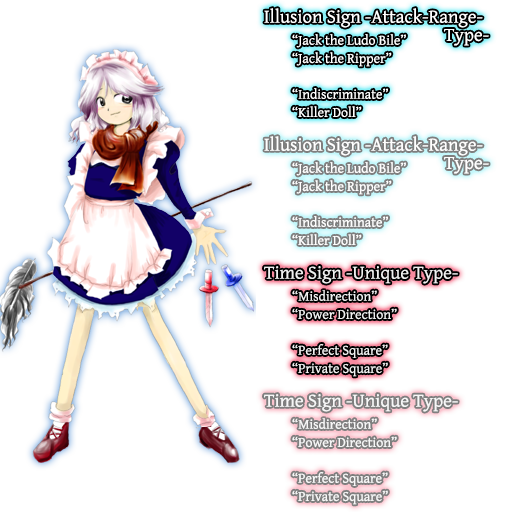 Illusion Sign -Attack-Range-
Type-
“Jack the Ludo Bile”
“Jack the Ripper”
“Indiscriminate”
“Killer Doll”
Illusion Sign -Attack-Range-
Type-
“Jack the Ludo Bile”
“Jack the Ripper”
“Indiscriminate”
“Killer Doll”
Time Sign -Unique Type-
“Misdirection”
“Power Direction”
“Perfect Square”
“Private Square”
Time Sign -Unique Type-
“Misdirection”
“Power Direction”
“Perfect Square”
“Private Square”